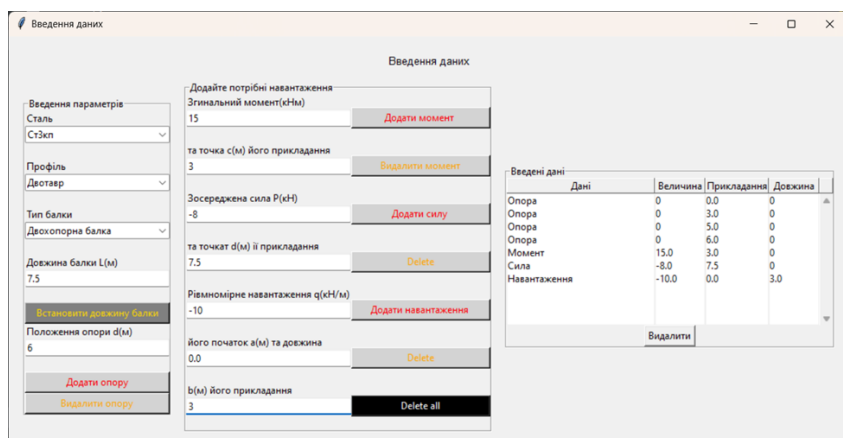 Введення даних
Введення даних
Введення параметрів
Сталь
Ст3кп
Профіль
Двотавр
Тип балки
Двохопорна балка
Довжина балки L(м)
7.5
Встановити довжину балки
Положення опори d(м)
6
Додати опору
Видалити опору
Додайте потрібні навантаження
Згинальний момент(кНм)
15 Додати момент
та точка c(м) його прикладання
3 Видалити момент
Зосереджена сила P(кН)
-8 Додати силу
та точкат d(м) її прикладання
7.5 Delete
Рівмномірне навантаження q(кН/м)
-10 Додати навантаження
його початок a(м) та довжина
0.0 Delete
b(м) його прикладання
3 Delete all
Введені дані
Дані Величина Прикладання Довжина
Опора 0 0.0 0
Опора 0 3.0 0
Опора 0 5.0 0
Опора 0 6.0 0
Момент 15.0 3.0 0
Сила -8.0 7.5 0
Навантаження -10.0 0.0 3.0
Видалити